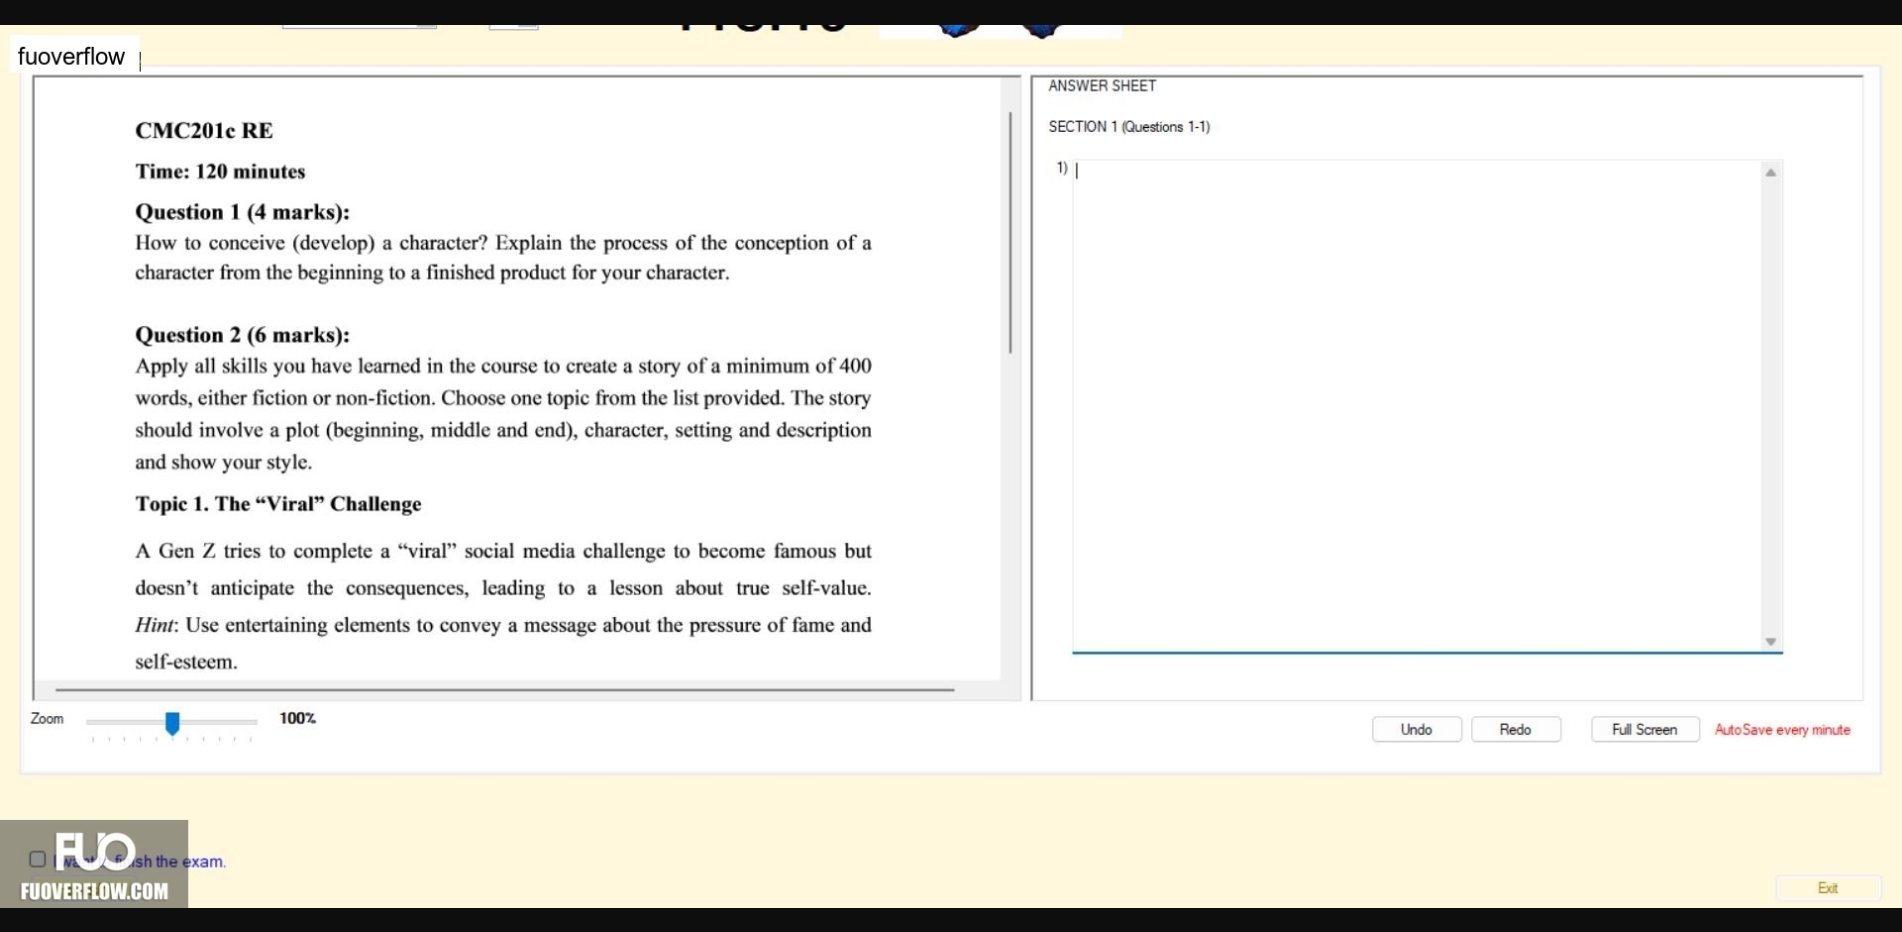 fuoverflow
CMC201c RE
Time: 120 minutes
Question 1 (4 marks):
How to conceive (develop) a character? Explain the process of the conception of a
character from the beginning to a finished product for your character.
Question 2 (6 marks):
Apply all skills you have learned in the course to create a story of a minimum of 400
words, either fiction or non-fiction. Choose one topic from the list provided. The story
should involve a plot (beginning, middle and end), character, setting and description
and show your style.
Topic 1. The “Viral” Challenge
A Gen Z tries to complete a “viral” social media challenge to become famous but
doesn’t anticipate the consequences, leading to a lesson about true self-value.
Hint: Use entertaining elements to convey a message about the pressure of fame and
self-esteem.
ANSWER SHEET
SECTION 1 (Questions 1-1)
1)
Zoom
100%
Undo Redo Full Screen AutoSave every minute
FUO
the exam.
FUOVERFLOW.COM
Exit